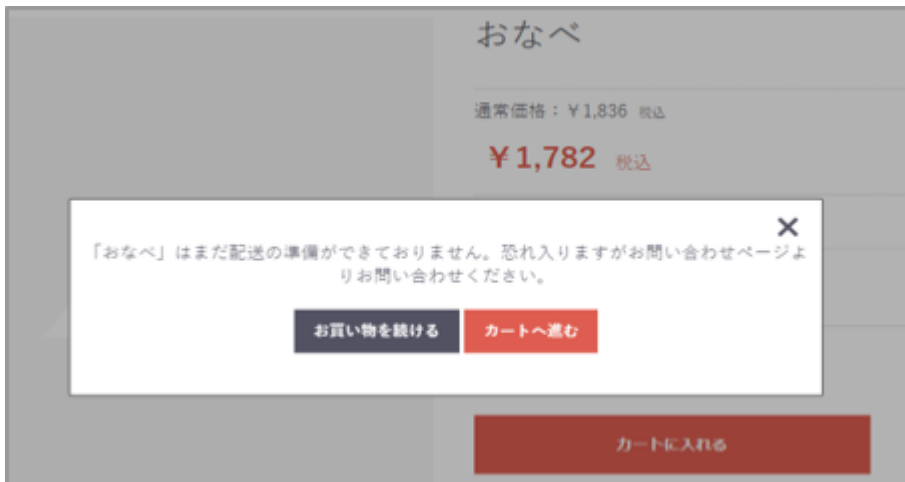 おなべ
通常価格：￥1,836 税込
￥1,782 税込
「おなべ」はまだ配送の準備ができておりません。恐れ入りますがお問い合わせページよ
りお問い合わせください。
お買い物を続ける カートへ進む
カートに入れる